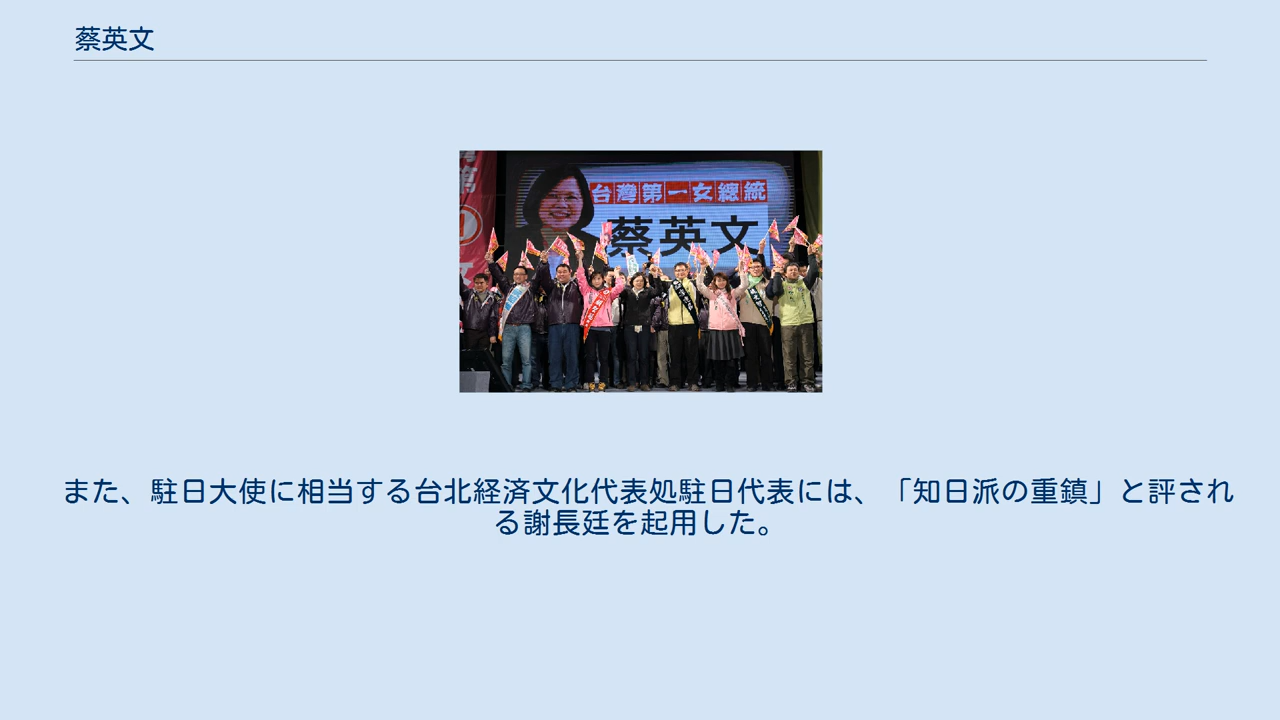 蔡英文
台灣第一女總統
蔡英文
また、駐日大使に相当する台北経済文化代表処駐日代表には、「知日派の重鎮」と評され
る謝長廷を起用した。